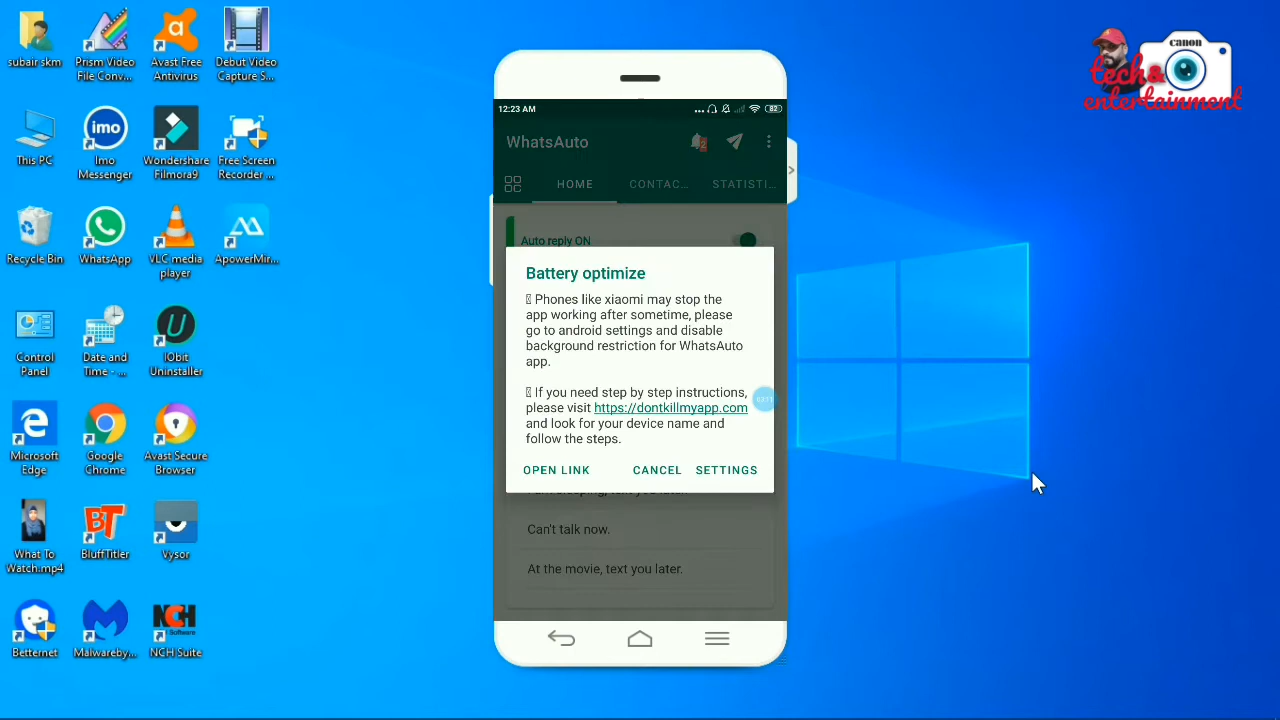 subair skm
Prism Video
File Conv...
Avast Free
Antivirus
Debut Video
Capture S...
This PC
Imo
Messenger
Wondershare
Filmora9
Free Screen
Recorder ...
Recycle Bin
WhatsApp
VLC media
player
ApowerMir...
Control
Panel
Date and
Time - ...
IObit
Uninstaller
Microsoft
Edge
Google
Chrome
Avast Secure
Browser
What To
Watch.mp4
BluffTitler
Vysor
Betternet
Malwareby...
NCH Suite
imo
BT
NCH
Software
12:23 AM
82
WhatsAuto
2
HOME
CONTAC...
STATISTI...
Auto reply ON
Battery optimize
Phones like xiaomi may stop the
app working after sometime, please
go to android settings and disable
background restriction for WhatsAuto
app.
If you need step by step instructions,
please visit https://dontkillmyapp.com
and look for your device name and
follow the steps.
OPEN LINK
CANCEL
SETTINGS
Can't talk now.
At the movie, text you later.
canon
tech&
entertainment